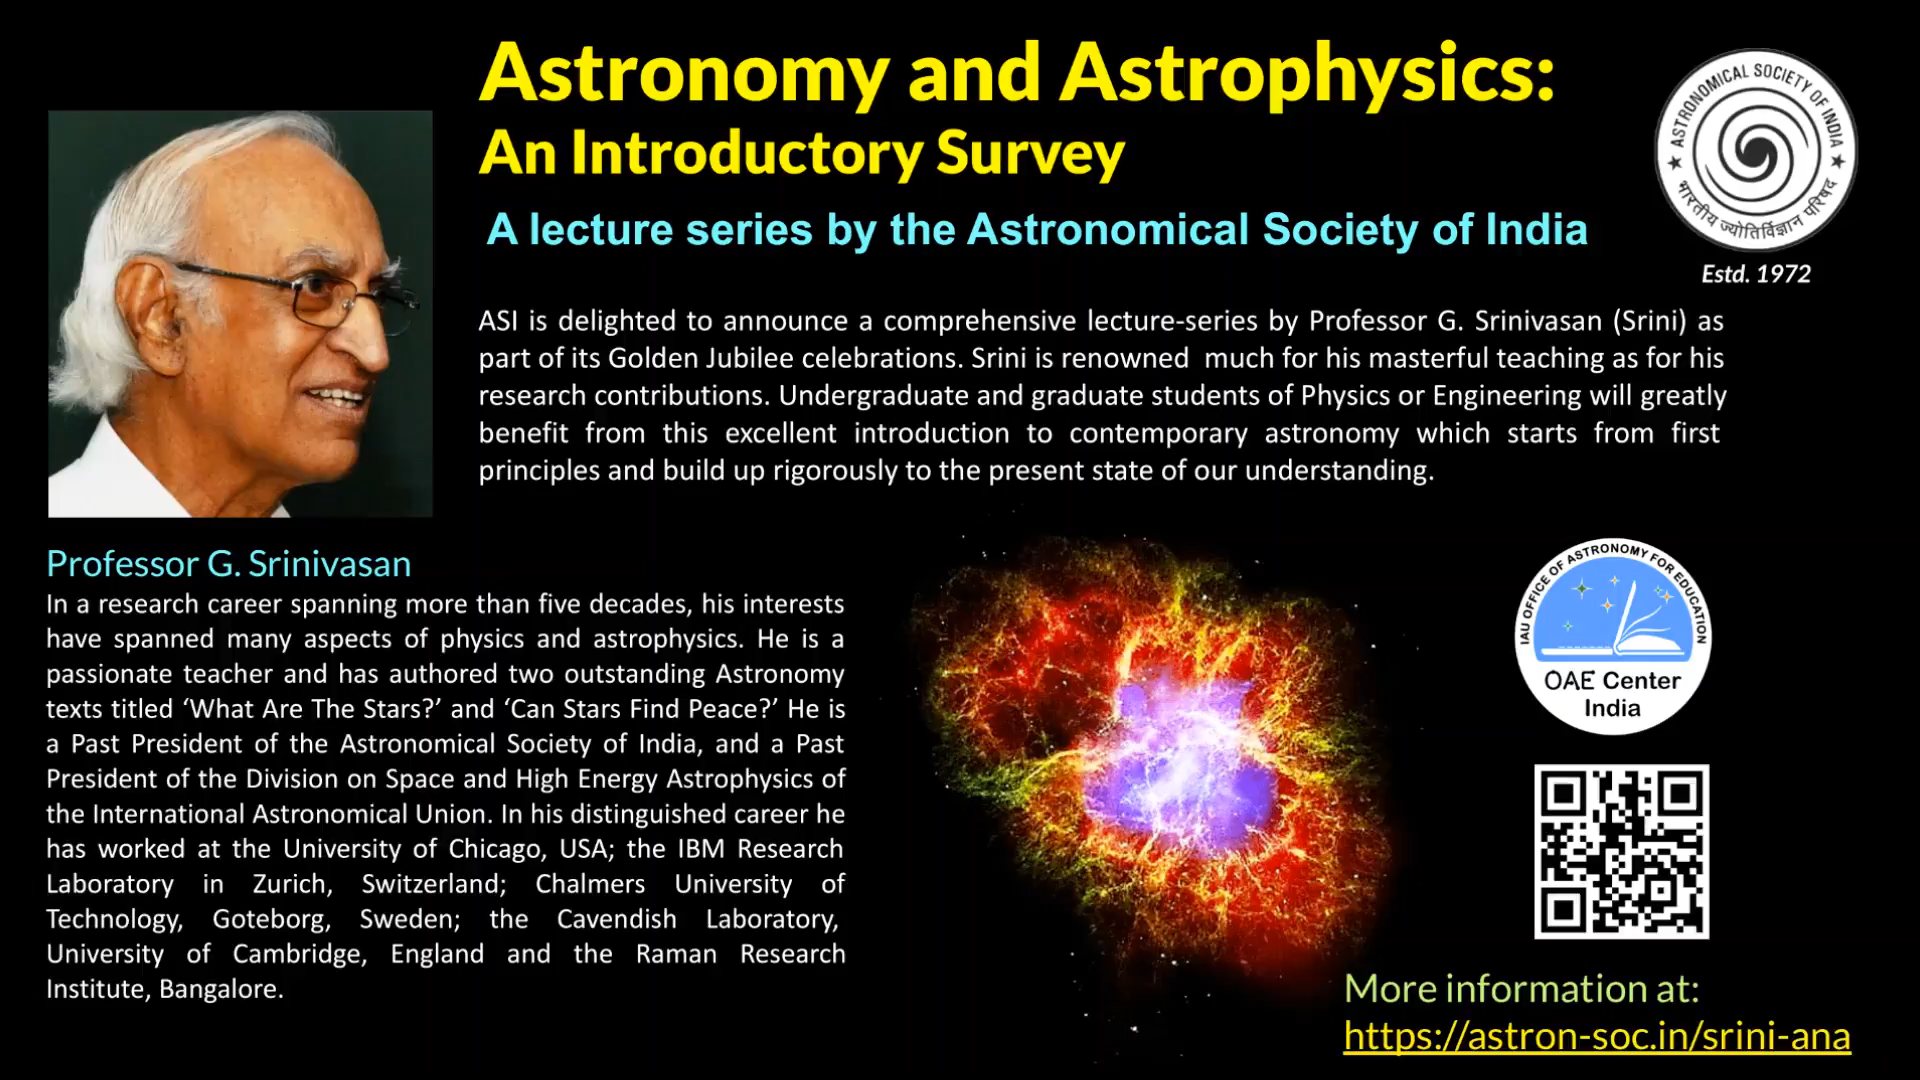 Astronomy and Astrophysics:
An Introductory Survey
A lecture series by the Astronomical Society of India
★ ASTRONOMICAL SOCIETY OF INDIA ★
भारतीय ज्योतिर्विज्ञान परिषद
Estd. 1972
ASI is delighted to announce a comprehensive lecture-series by Professor G. Srinivasan (Srini) as
part of its Golden Jubilee celebrations. Srini is renowned much for his masterful teaching as for his
research contributions. Undergraduate and graduate students of Physics or Engineering will greatly
benefit from this excellent introduction to contemporary astronomy which starts from first
principles and build up rigorously to the present state of our understanding.
Professor G. Srinivasan
In a research career spanning more than five decades, his interests
have spanned many aspects of physics and astrophysics. He is a
passionate teacher and has authored two outstanding Astronomy
texts titled ‘What Are The Stars?’ and ‘Can Stars Find Peace?’ He is
a Past President of the Astronomical Society of India, and a Past
President of the Division on Space and High Energy Astrophysics of
the International Astronomical Union. In his distinguished career he
has worked at the University of Chicago, USA; the IBM Research
Laboratory in Zurich, Switzerland; Chalmers University of
Technology, Goteborg, Sweden; the Cavendish Laboratory,
University of Cambridge, England and the Raman Research
Institute, Bangalore.
IAU OFFICE OF ASTRONOMY FOR EDUCATION
OAE Center
India
More information at:
https://astron-soc.in/srini-ana